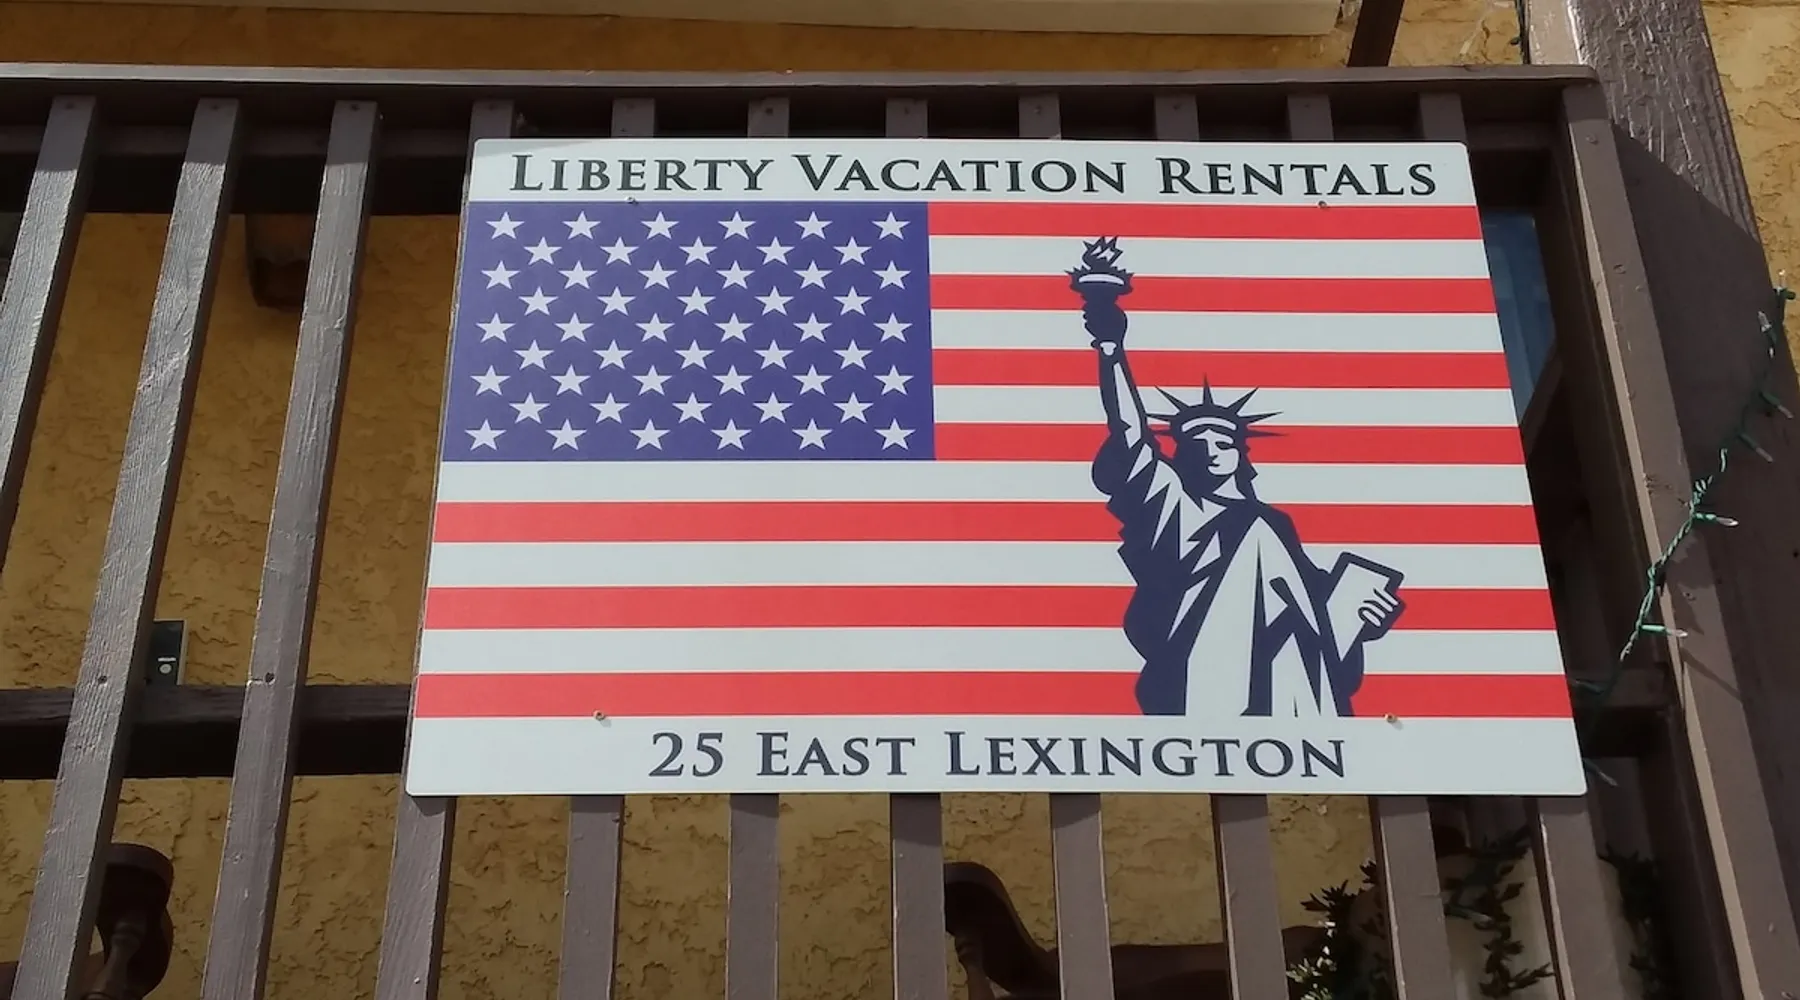 LIBERTY VACATION RENTALS
25 EAST LEXINGTON